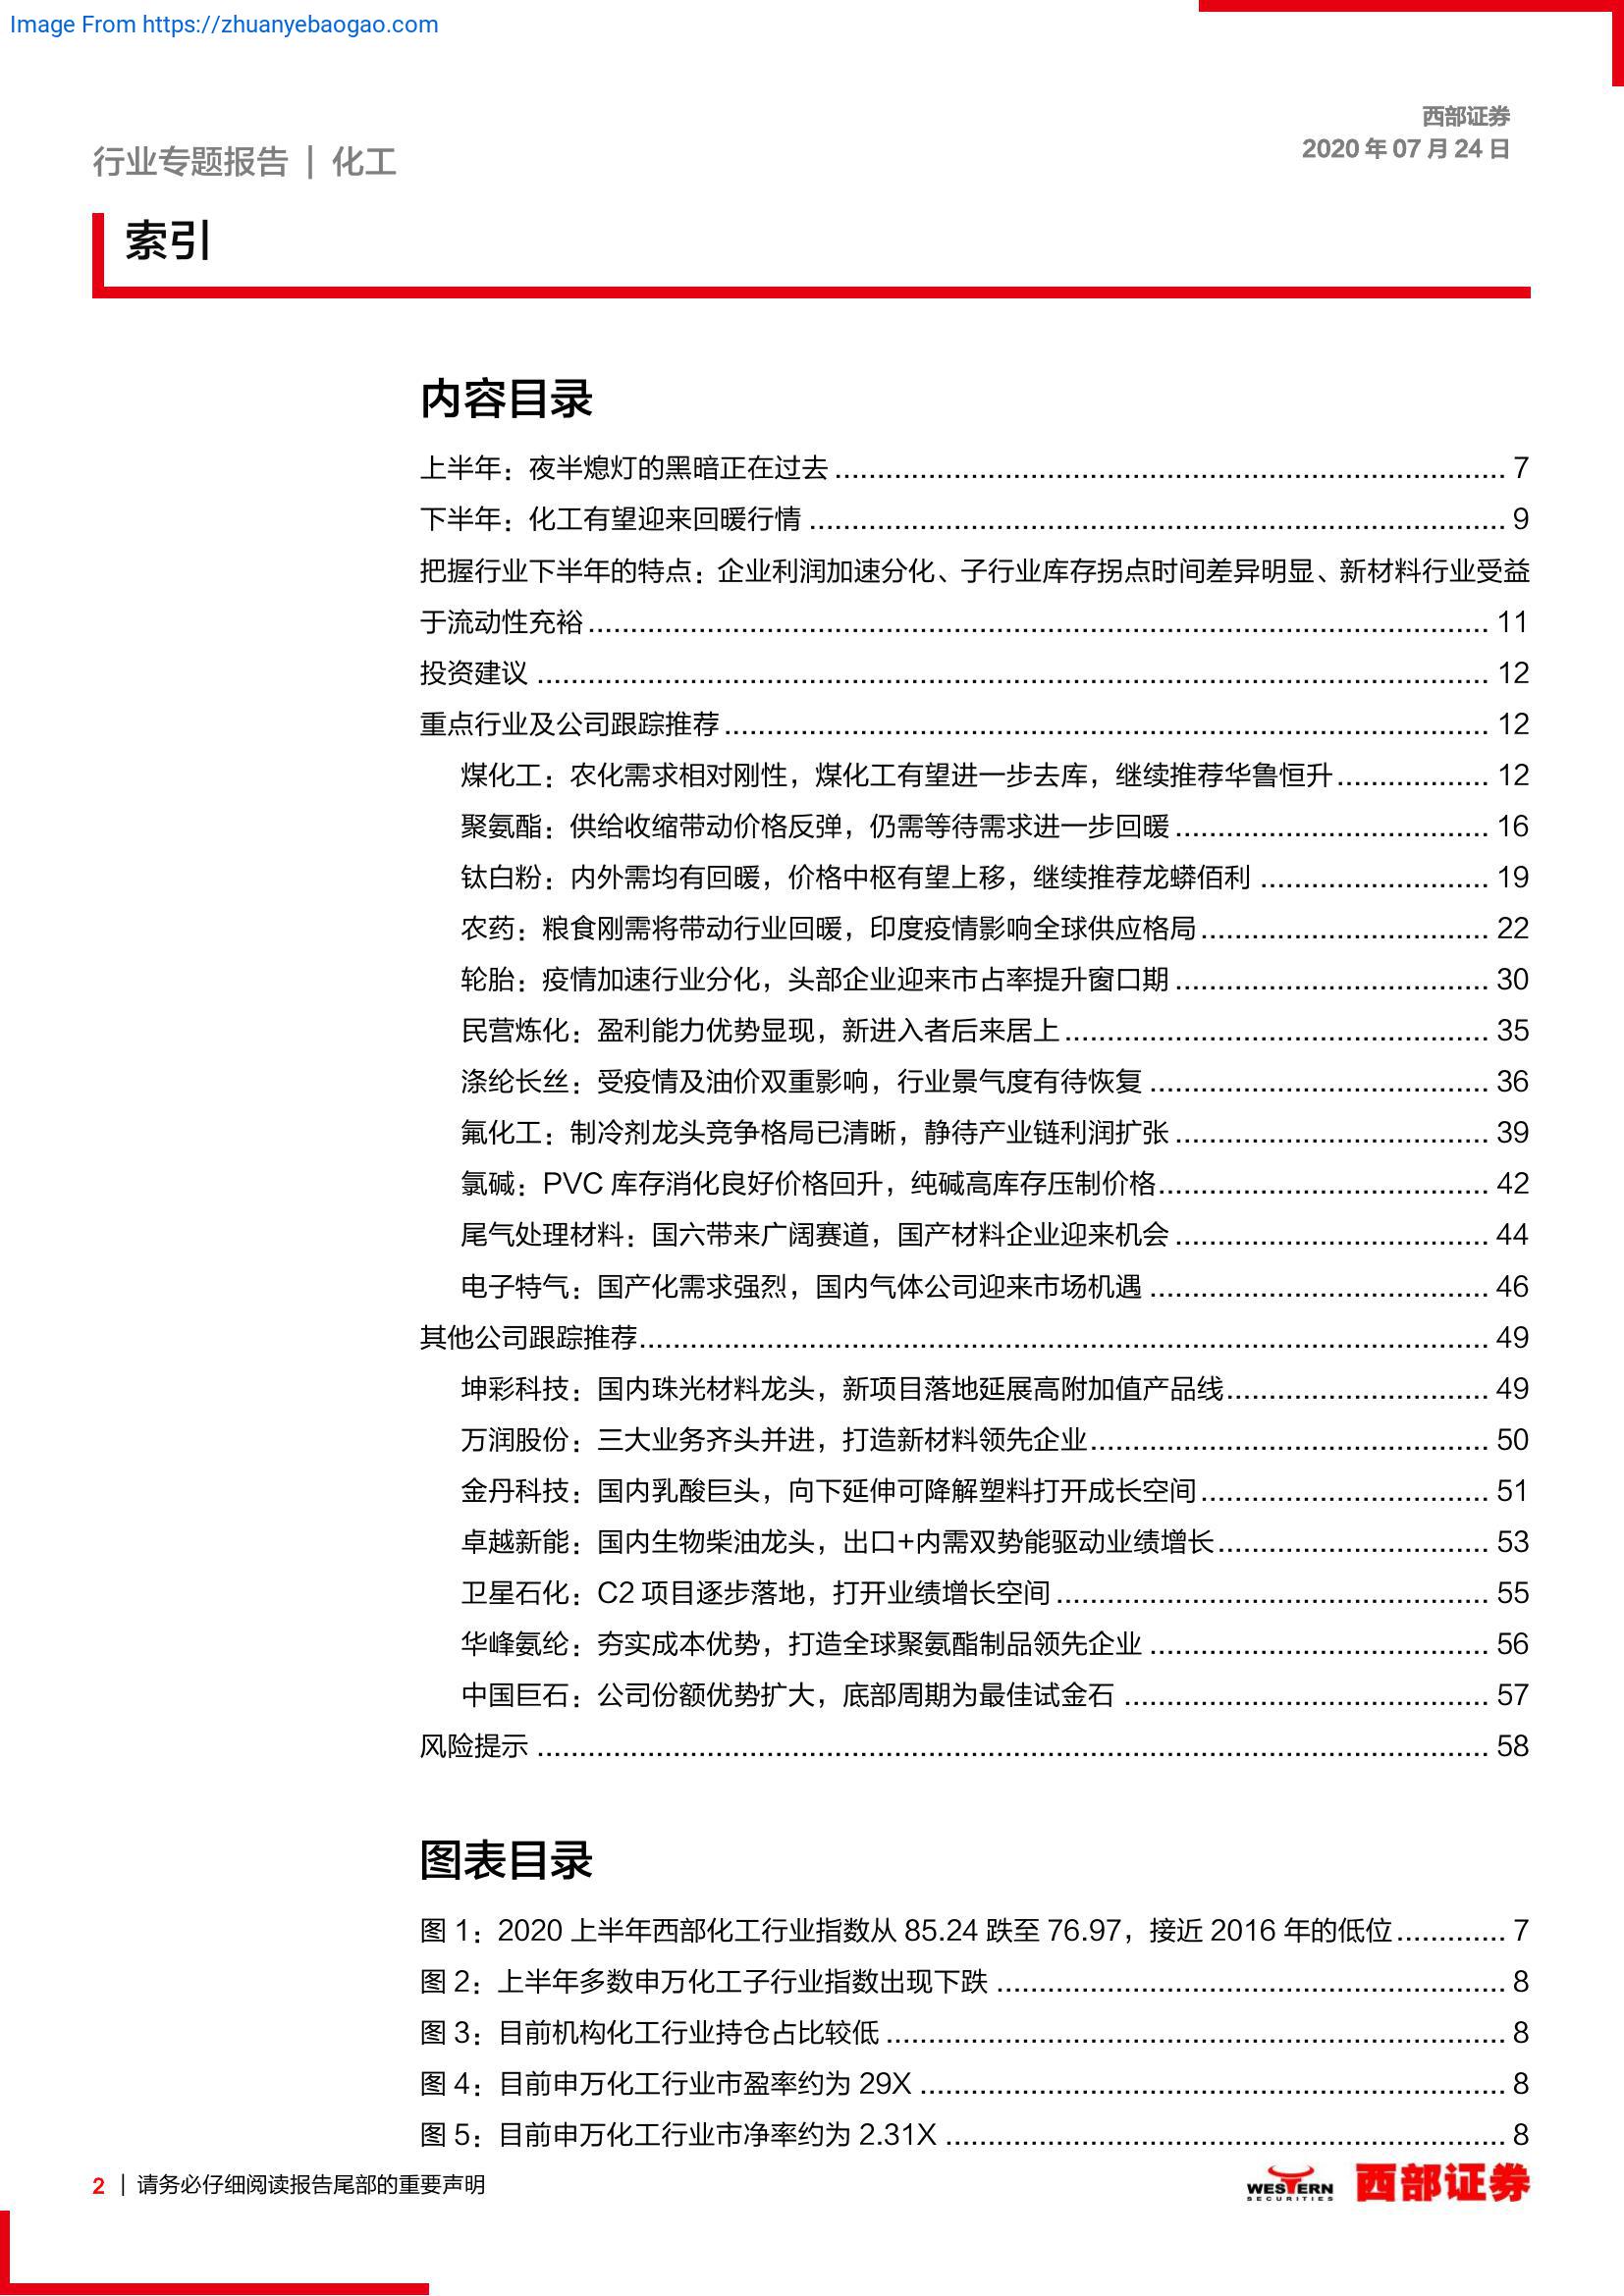 Image From https://zhuanyebaogao.com
西部证券
2020 年 07 月 24 日
行业专题报告 | 化工
索引
内容目录
上半年：夜半熄灯的黑暗正在过去 ........ 7
下半年：化工有望迎来回暖行情 ........ 9
把握行业下半年的特点：企业利润加速分化、子行业库存拐点时间差异明显、新材料行业受益
于流动性充裕 ........ 11
投资建议 ........ 12
重点行业及公司跟踪推荐 ........ 12
煤化工：农化需求相对刚性，煤化工有望进一步去库，继续推荐华鲁恒升 ........ 12
聚氨酯：供给收缩带动价格反弹，仍需等待需求进一步回暖 ........ 16
钛白粉：内外需均有回暖，价格中枢有望上移，继续推荐龙蟒佰利 ........ 19
农药：粮食刚需将带动行业回暖，印度疫情影响全球供应格局 ........ 22
轮胎：疫情加速行业分化，头部企业迎来市占率提升窗口期 ........ 30
民营炼化：盈利能力优势显现，新进入者后来居上 ........ 35
涤纶长丝：受疫情及油价双重影响，行业景气度有待恢复 ........ 36
氟化工：制冷剂龙头竞争格局已清晰，静待产业链利润扩张 ........ 39
氯碱：PVC 库存消化良好价格回升，纯碱高库存压制价格 ........ 42
尾气处理材料：国六带来广阔赛道，国产材料企业迎来机会 ........ 44
电子特气：国产化需求强烈，国内气体公司迎来市场机遇 ........ 46
其他公司跟踪推荐 ........ 49
坤彩科技：国内珠光材料龙头，新项目落地延展高附加值产品线 ........ 49
万润股份：三大业务齐头并进，打造新材料领先企业 ........ 50
金丹科技：国内乳酸巨头，向下延伸可降解塑料打开成长空间 ........ 51
卓越新能：国内生物柴油龙头，出口+内需双势能驱动业绩增长 ........ 53
卫星石化：C2 项目逐步落地，打开业绩增长空间 ........ 55
华峰氨纶：夯实成本优势，打造全球聚氨酯制品领先企业 ........ 56
中国巨石：公司份额优势扩大，底部周期为最佳试金石 ........ 57
风险提示 ........ 58
图表目录
图 1：2020 上半年西部化工行业指数从 85.24 跌至 76.97，接近 2016 年的低位 ........ 7
图 2：上半年多数申万化工子行业指数出现下跌 ........ 8
图 3：目前机构化工行业持仓占比较低 ........ 8
图 4：目前申万化工行业市盈率约为 29X ........ 8
图 5：目前申万化工行业市净率约为 2.31X ........ 8
2 | 请务必仔细阅读报告尾部的重要声明
WESTERN
SECURITIES
西部证券